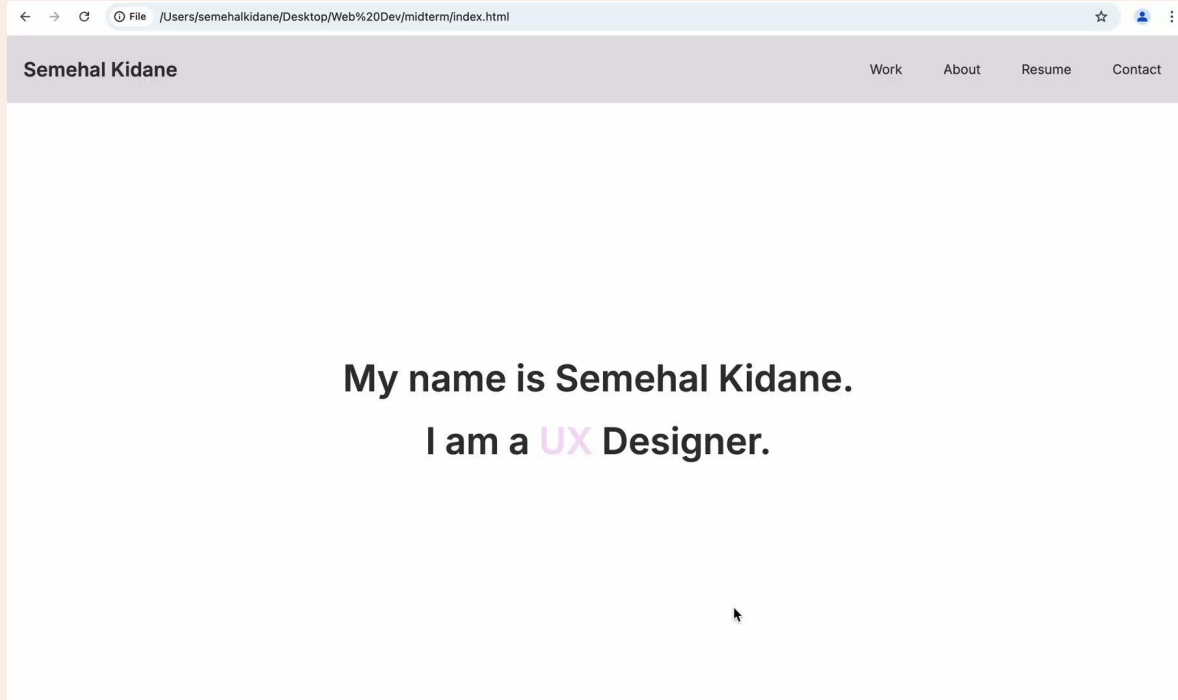 File /Users/semehalkidane/Desktop/Web%20Dev/midterm/index.html
Semehal Kidane Work About Resume Contact
My name is Semehal Kidane.
I am a UX Designer.